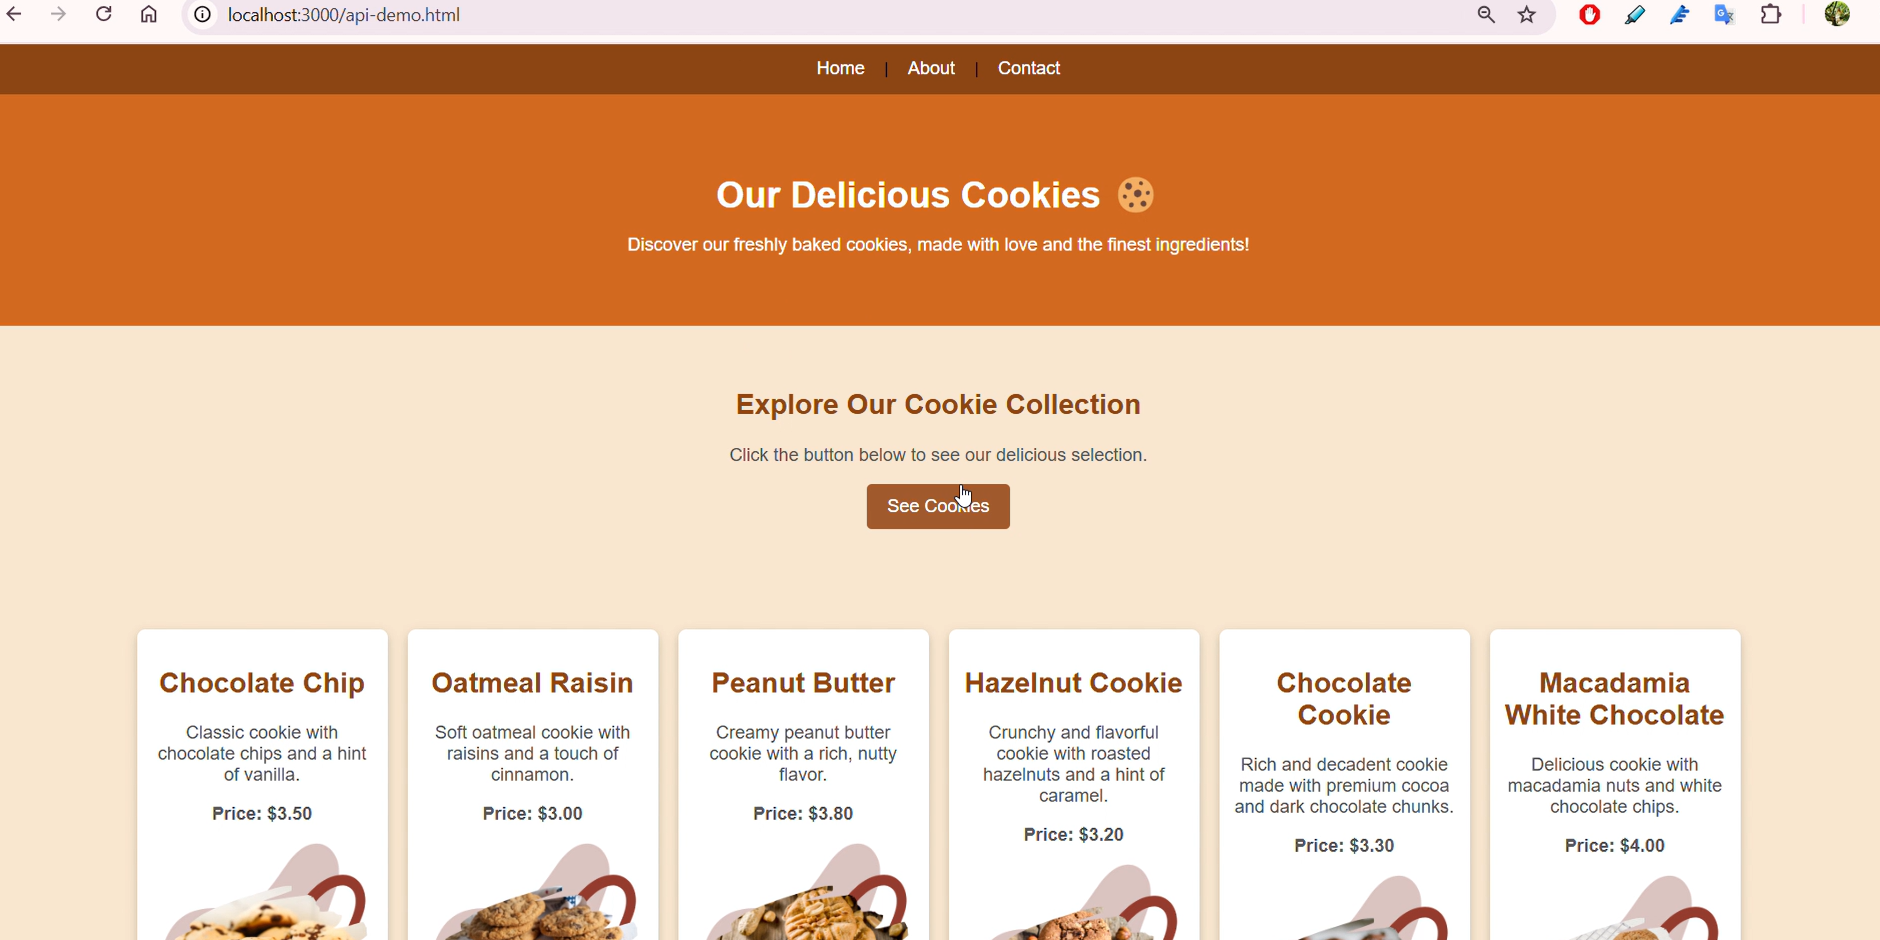 localhost:3000/api-demo.html
Home | About | Contact
Our Delicious Cookies
Discover our freshly baked cookies, made with love and the finest ingredients!
Explore Our Cookie Collection
Click the button below to see our delicious selection.
See Cookies
Chocolate Chip
Classic cookie with
chocolate chips and a hint
of vanilla.
Price: $3.50
Oatmeal Raisin
Soft oatmeal cookie with
raisins and a touch of
cinnamon.
Price: $3.00
Peanut Butter
Creamy peanut butter
cookie with a rich, nutty
flavor.
Price: $3.80
Hazelnut Cookie
Crunchy and flavorful
cookie with roasted
hazelnuts and a hint of
caramel.
Price: $3.20
Chocolate
Cookie
Rich and decadent cookie
made with premium cocoa
and dark chocolate chunks.
Price: $3.30
Macadamia
White Chocolate
Delicious cookie with
macadamia nuts and white
chocolate chips.
Price: $4.00